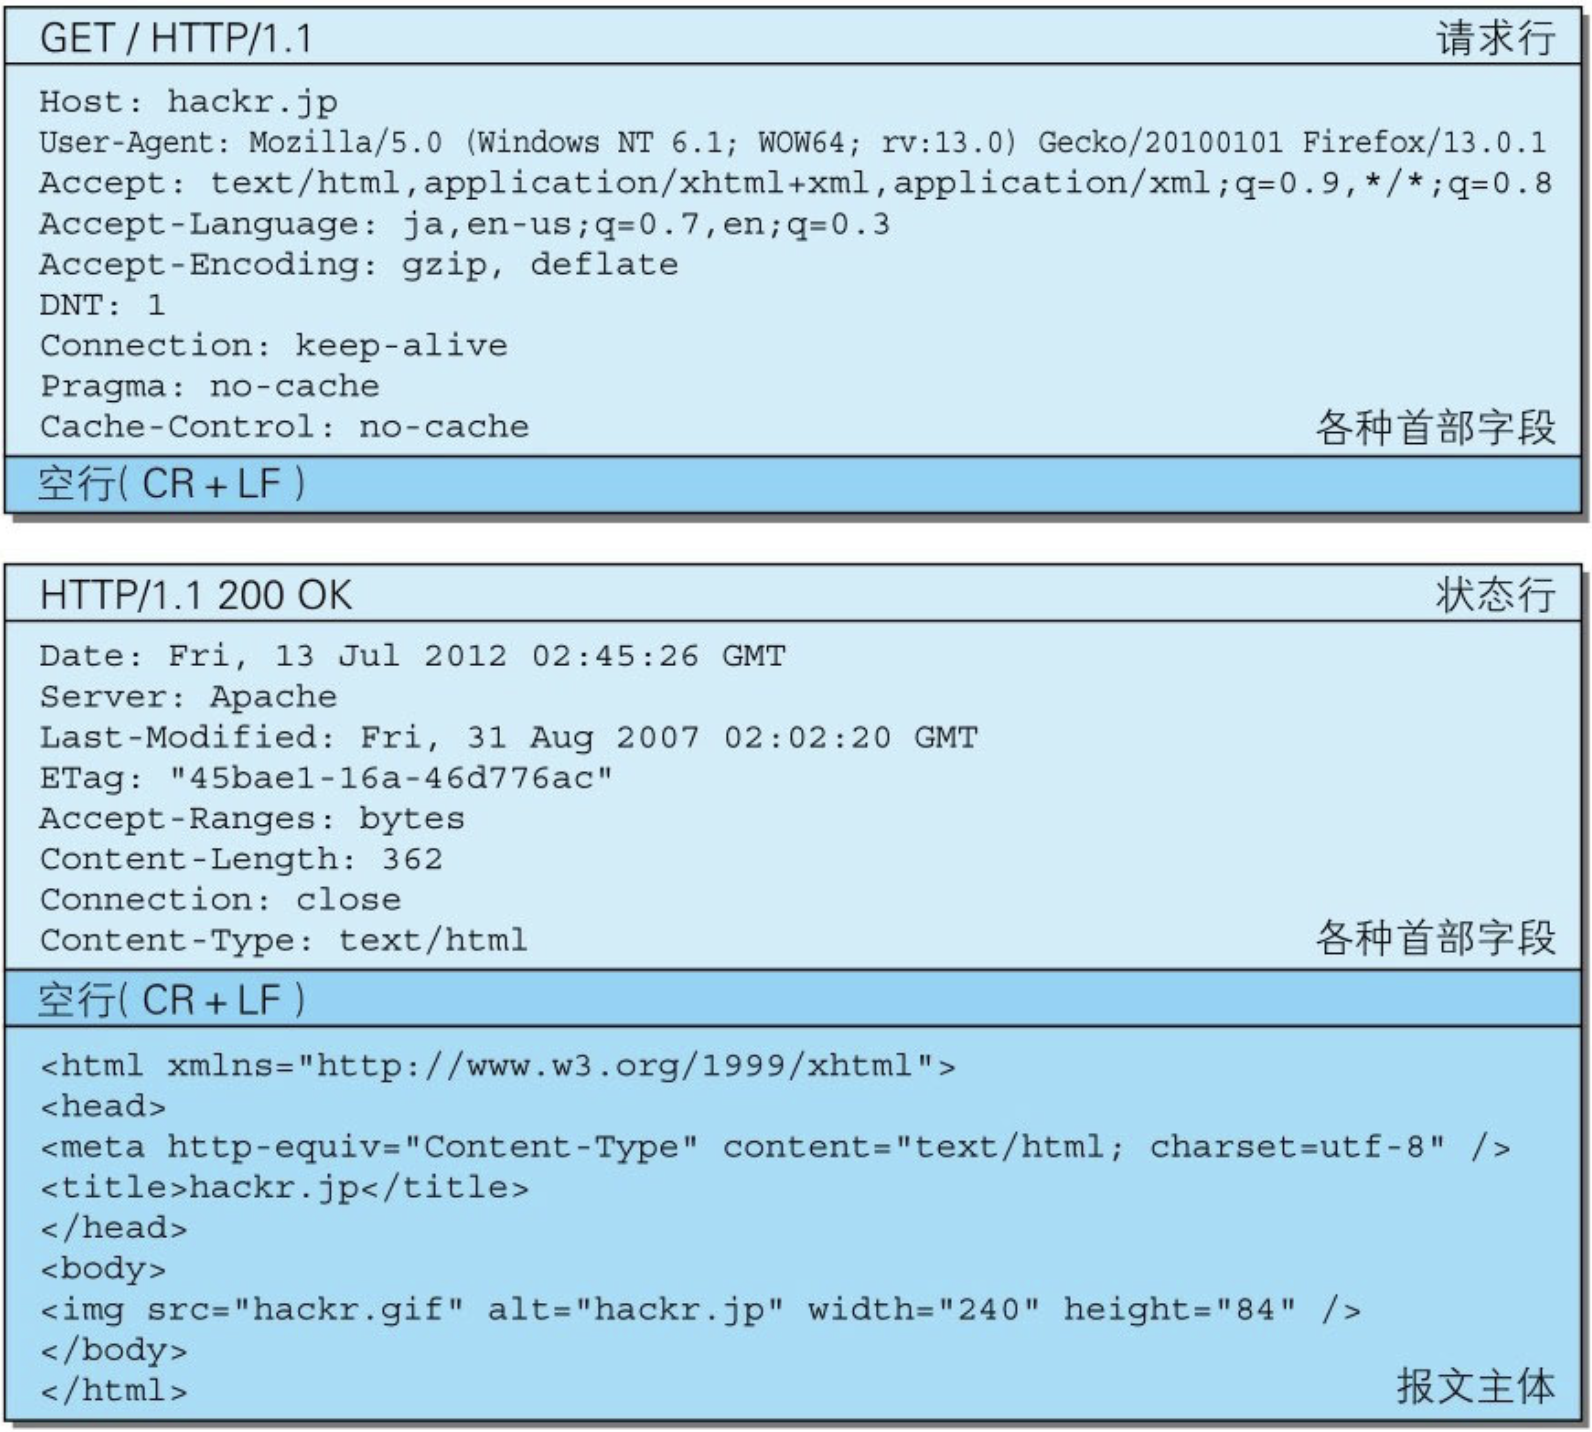 GET / HTTP/1.1 请求行
Host: hackr.jp
User-Agent: Mozilla/5.0 (Windows NT 6.1; WOW64; rv:13.0) Gecko/20100101 Firefox/13.0.1
Accept: text/html,application/xhtml+xml,application/xml;q=0.9,*/*;q=0.8
Accept-Language: ja,en-us;q=0.7,en;q=0.3
Accept-Encoding: gzip, deflate
DNT: 1
Connection: keep-alive
Pragma: no-cache
Cache-Control: no-cache 各种首部字段
空行( CR + LF )
HTTP/1.1 200 OK 状态行
Date: Fri, 13 Jul 2012 02:45:26 GMT
Server: Apache
Last-Modified: Fri, 31 Aug 2007 02:02:20 GMT
ETag: "45bae1-16a-46d776ac"
Accept-Ranges: bytes
Content-Length: 362
Connection: close
Content-Type: text/html 各种首部字段
空行( CR + LF )
<html xmlns="http://www.w3.org/1999/xhtml">
<head>
<meta http-equiv="Content-Type" content="text/html; charset=utf-8" />
<title>hackr.jp</title>
</head>
<body>
<img src="hackr.gif" alt="hackr.jp" width="240" height="84" />
</body>
</html> 报文主体